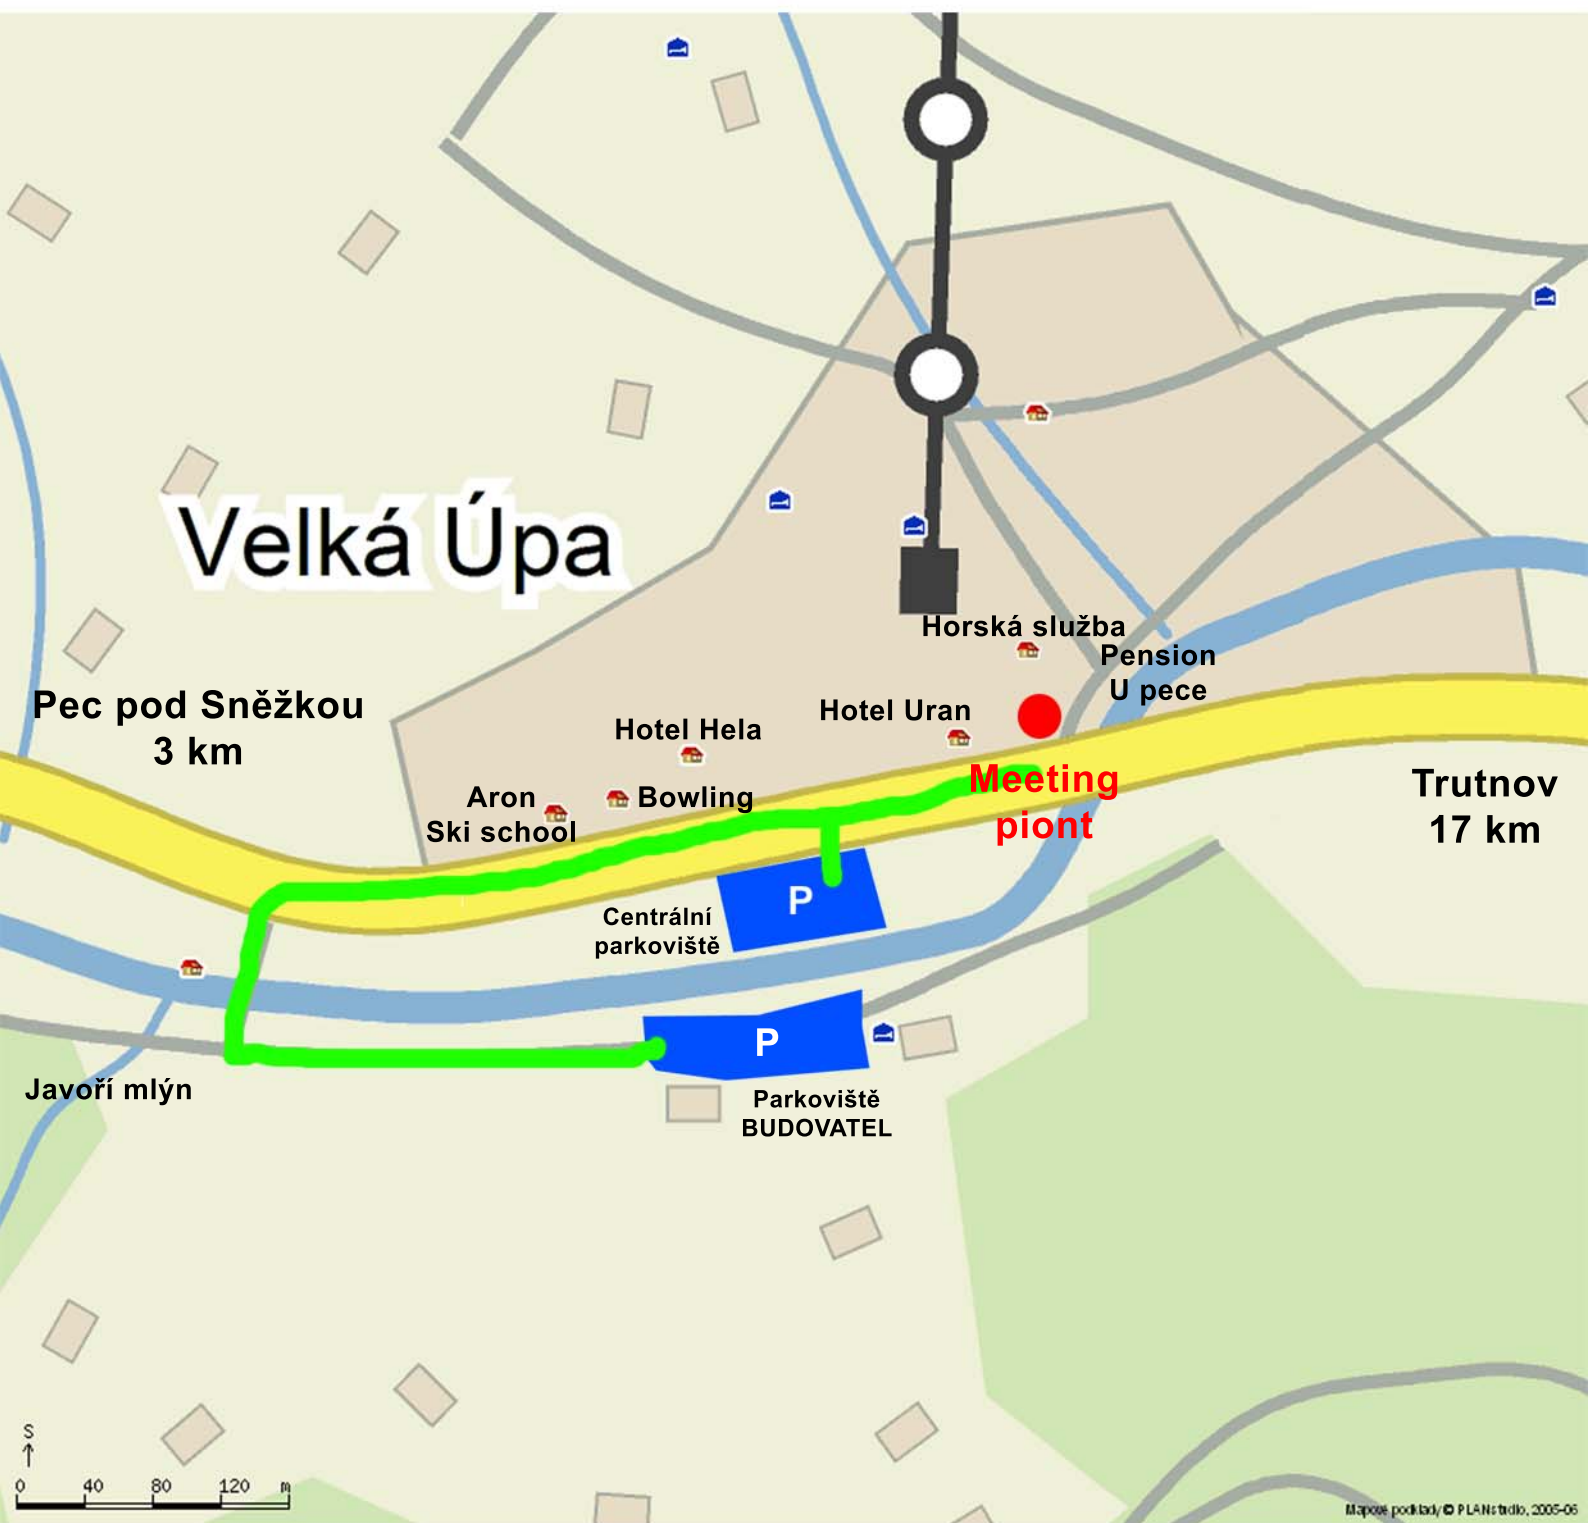 Velká Úpa
Horská služba
Pension
U pece
Pec pod Sněžkou
3 km
Hotel Hela
Hotel Uran
Meeting
piont
Trutnov
17 km
Aron
Ski school
Bowling
P
Centrální
parkoviště
P
Javoří mlýn
Parkoviště
BUDOVATEL
S
0 40 80 120 m
Mapové podklady © PLANstudio, 2005-06